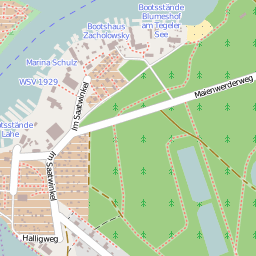 Bootsstände
Blumeshof
am Tegeler
See
Bootshaus
Zacholowsky
Marina Schulz
WSV 1929
Im Saatwinkel
Maienwerderweg
Im Saatwinkel
Halligweg